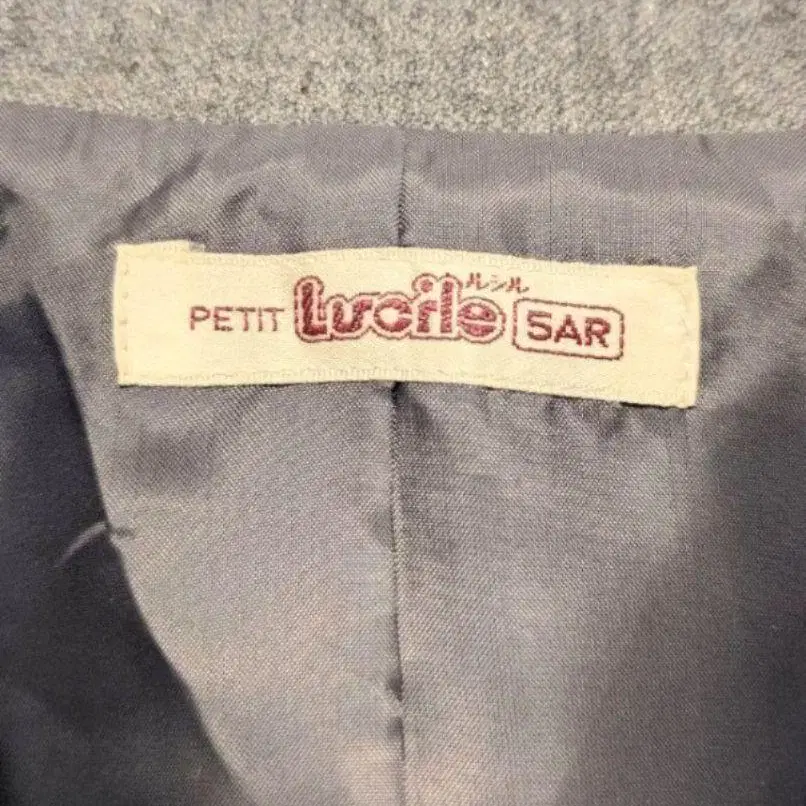 PETIT Lucile ルシル 5AR